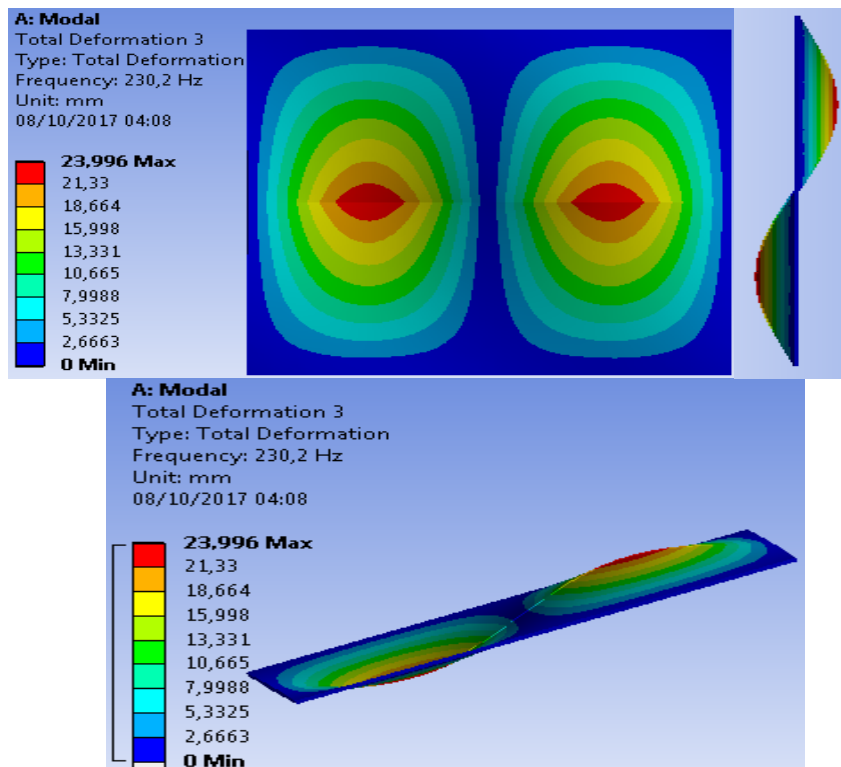 A: Modal
Total Deformation 3
Type: Total Deformation
Frequency: 230,2 Hz
Unit: mm
08/10/2017 04:08
23,996 Max
21,33
18,664
15,998
13,331
10,665
7,9988
5,3325
2,6663
0 Min
A: Modal
Total Deformation 3
Type: Total Deformation
Frequency: 230,2 Hz
Unit: mm
08/10/2017 04:08
23,996 Max
21,33
18,664
15,998
13,331
10,665
7,9988
5,3325
2,6663
0 Min